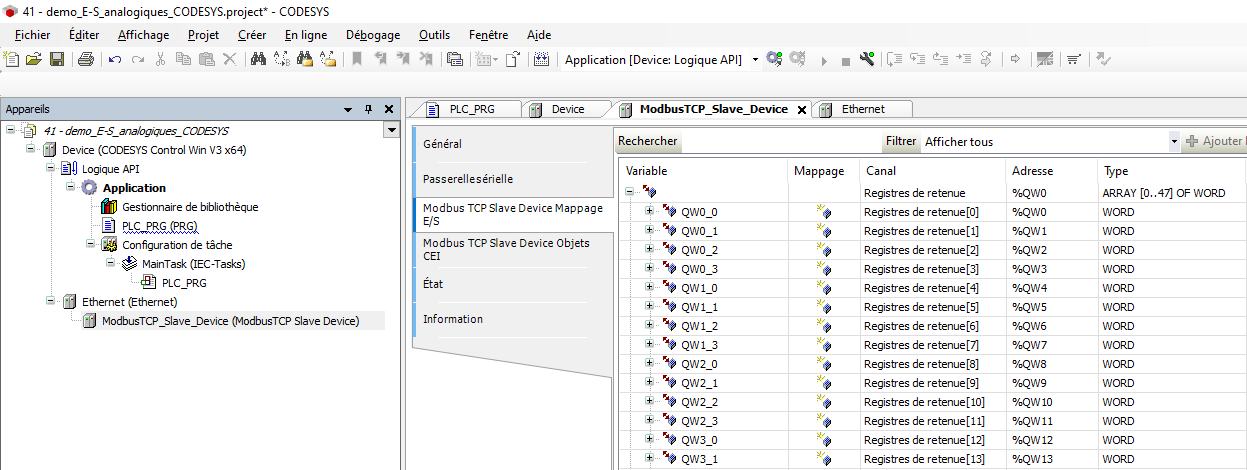 41 - demo_E-S_analogiques_CODESYS.project* - CODESYS
Fichier Éditer Affichage Projet Créer En ligne Débogage Outils Fenêtre Aide
Application [Device: Logique API]
Appareils
41 - demo_E-S_analogiques_CODESYS
Device (CODESYS Control Win V3 x64)
Logique API
Application
Gestionnaire de bibliothèque
PLC_PRG (PRG)
Configuration de tâche
MainTask (IEC-Tasks)
PLC_PRG
Ethernet (Ethernet)
ModbusTCP_Slave_Device (ModbusTCP Slave Device)
PLC_PRG Device ModbusTCP_Slave_Device Ethernet
Général
Passerellesérielle
Modbus TCP Slave Device Mappage
E/S
Modbus TCP Slave Device Objets
CEI
État
Information
Rechercher Filtrer Afficher tous Ajouter
Variable Mappage Canal Adresse Type
Registres de retenue %QW0 ARRAY [0..47] OF WORD
QW0_0 Registres de retenue[0] %QW0 WORD
QW0_1 Registres de retenue[1] %QW1 WORD
QW0_2 Registres de retenue[2] %QW2 WORD
QW0_3 Registres de retenue[3] %QW3 WORD
QW1_0 Registres de retenue[4] %QW4 WORD
QW1_1 Registres de retenue[5] %QW5 WORD
QW1_2 Registres de retenue[6] %QW6 WORD
QW1_3 Registres de retenue[7] %QW7 WORD
QW2_0 Registres de retenue[8] %QW8 WORD
QW2_1 Registres de retenue[9] %QW9 WORD
QW2_2 Registres de retenue[10] %QW10 WORD
QW2_3 Registres de retenue[11] %QW11 WORD
QW3_0 Registres de retenue[12] %QW12 WORD
QW3_1 Registres de retenue[13] %QW13 WORD